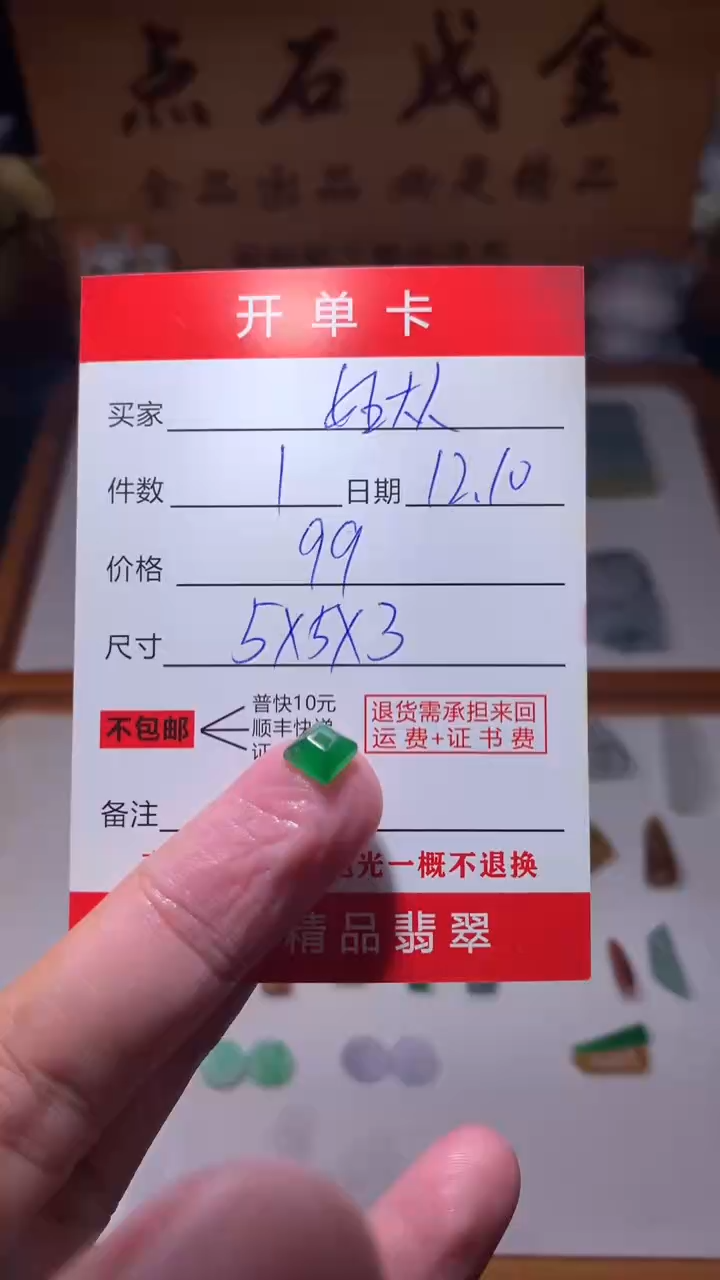 点石成金
开单卡
买家
件数 1 日期 12.10
价格 99
尺寸 5X5X3
不包邮
普快10元
顺丰快递
证
退货需承担来回
运费+证书费
备注
光一概不退换
精品翡翠